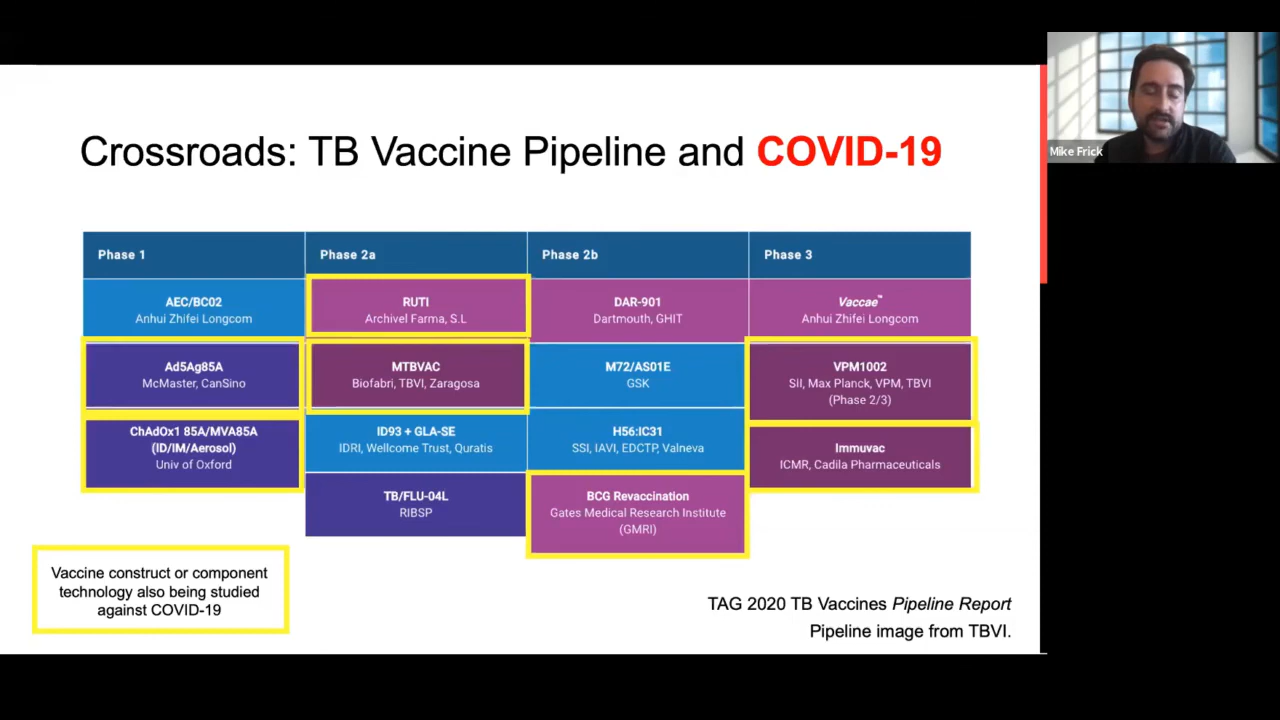 Crossroads: TB Vaccine Pipeline and COVID-19
Mike Frick
Phase 1
Phase 2a
Phase 2b
Phase 3
AEC/BC02
Anhui Zhifei Longcom
RUTI
Archivel Farma, S.L
DAR-901
Dartmouth, GHIT
Vaccae™
Anhui Zhifei Longcom
Ad5Ag85A
McMaster, CanSino
MTBVAC
Biofabri, TBVI, Zaragosa
M72/AS01E
GSK
VPM1002
SII, Max Planck, VPM, TBVI
(Phase 2/3)
ChAdOx1 85A/MVA85A
(ID/IM/Aerosol)
Univ of Oxford
ID93 + GLA-SE
IDRI, Wellcome Trust, Quratis
H56:IC31
SSI, IAVI, EDCTP, Valneva
Immuvac
ICMR, Cadila Pharmaceuticals
TB/FLU-04L
RIBSP
BCG Revaccination
Gates Medical Research Institute
(GMRI)
Vaccine construct or component
technology also being studied
against COVID-19
TAG 2020 TB Vaccines Pipeline Report
Pipeline image from TBVI.